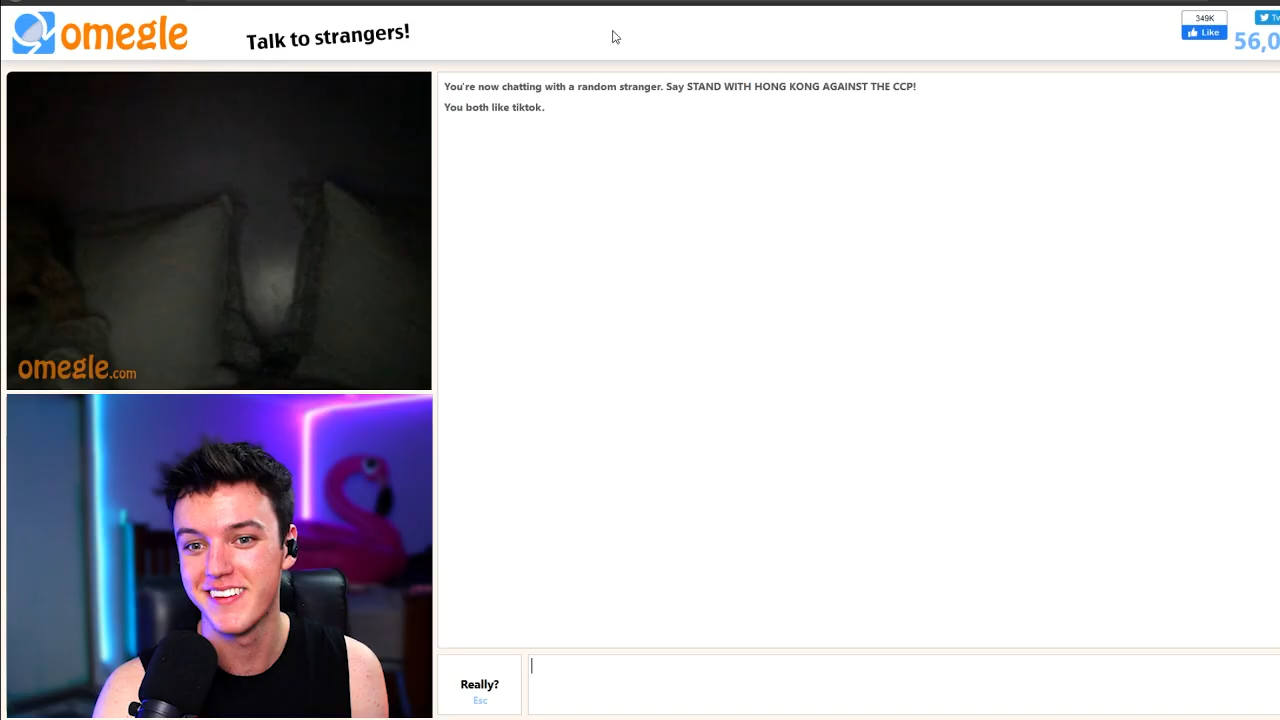 omegle
Talk to strangers!
349K
Like
56,0
You're now chatting with a random stranger. Say STAND WITH HONG KONG AGAINST THE CCP!
You both like tiktok.
omegle.com
Really?
Esc